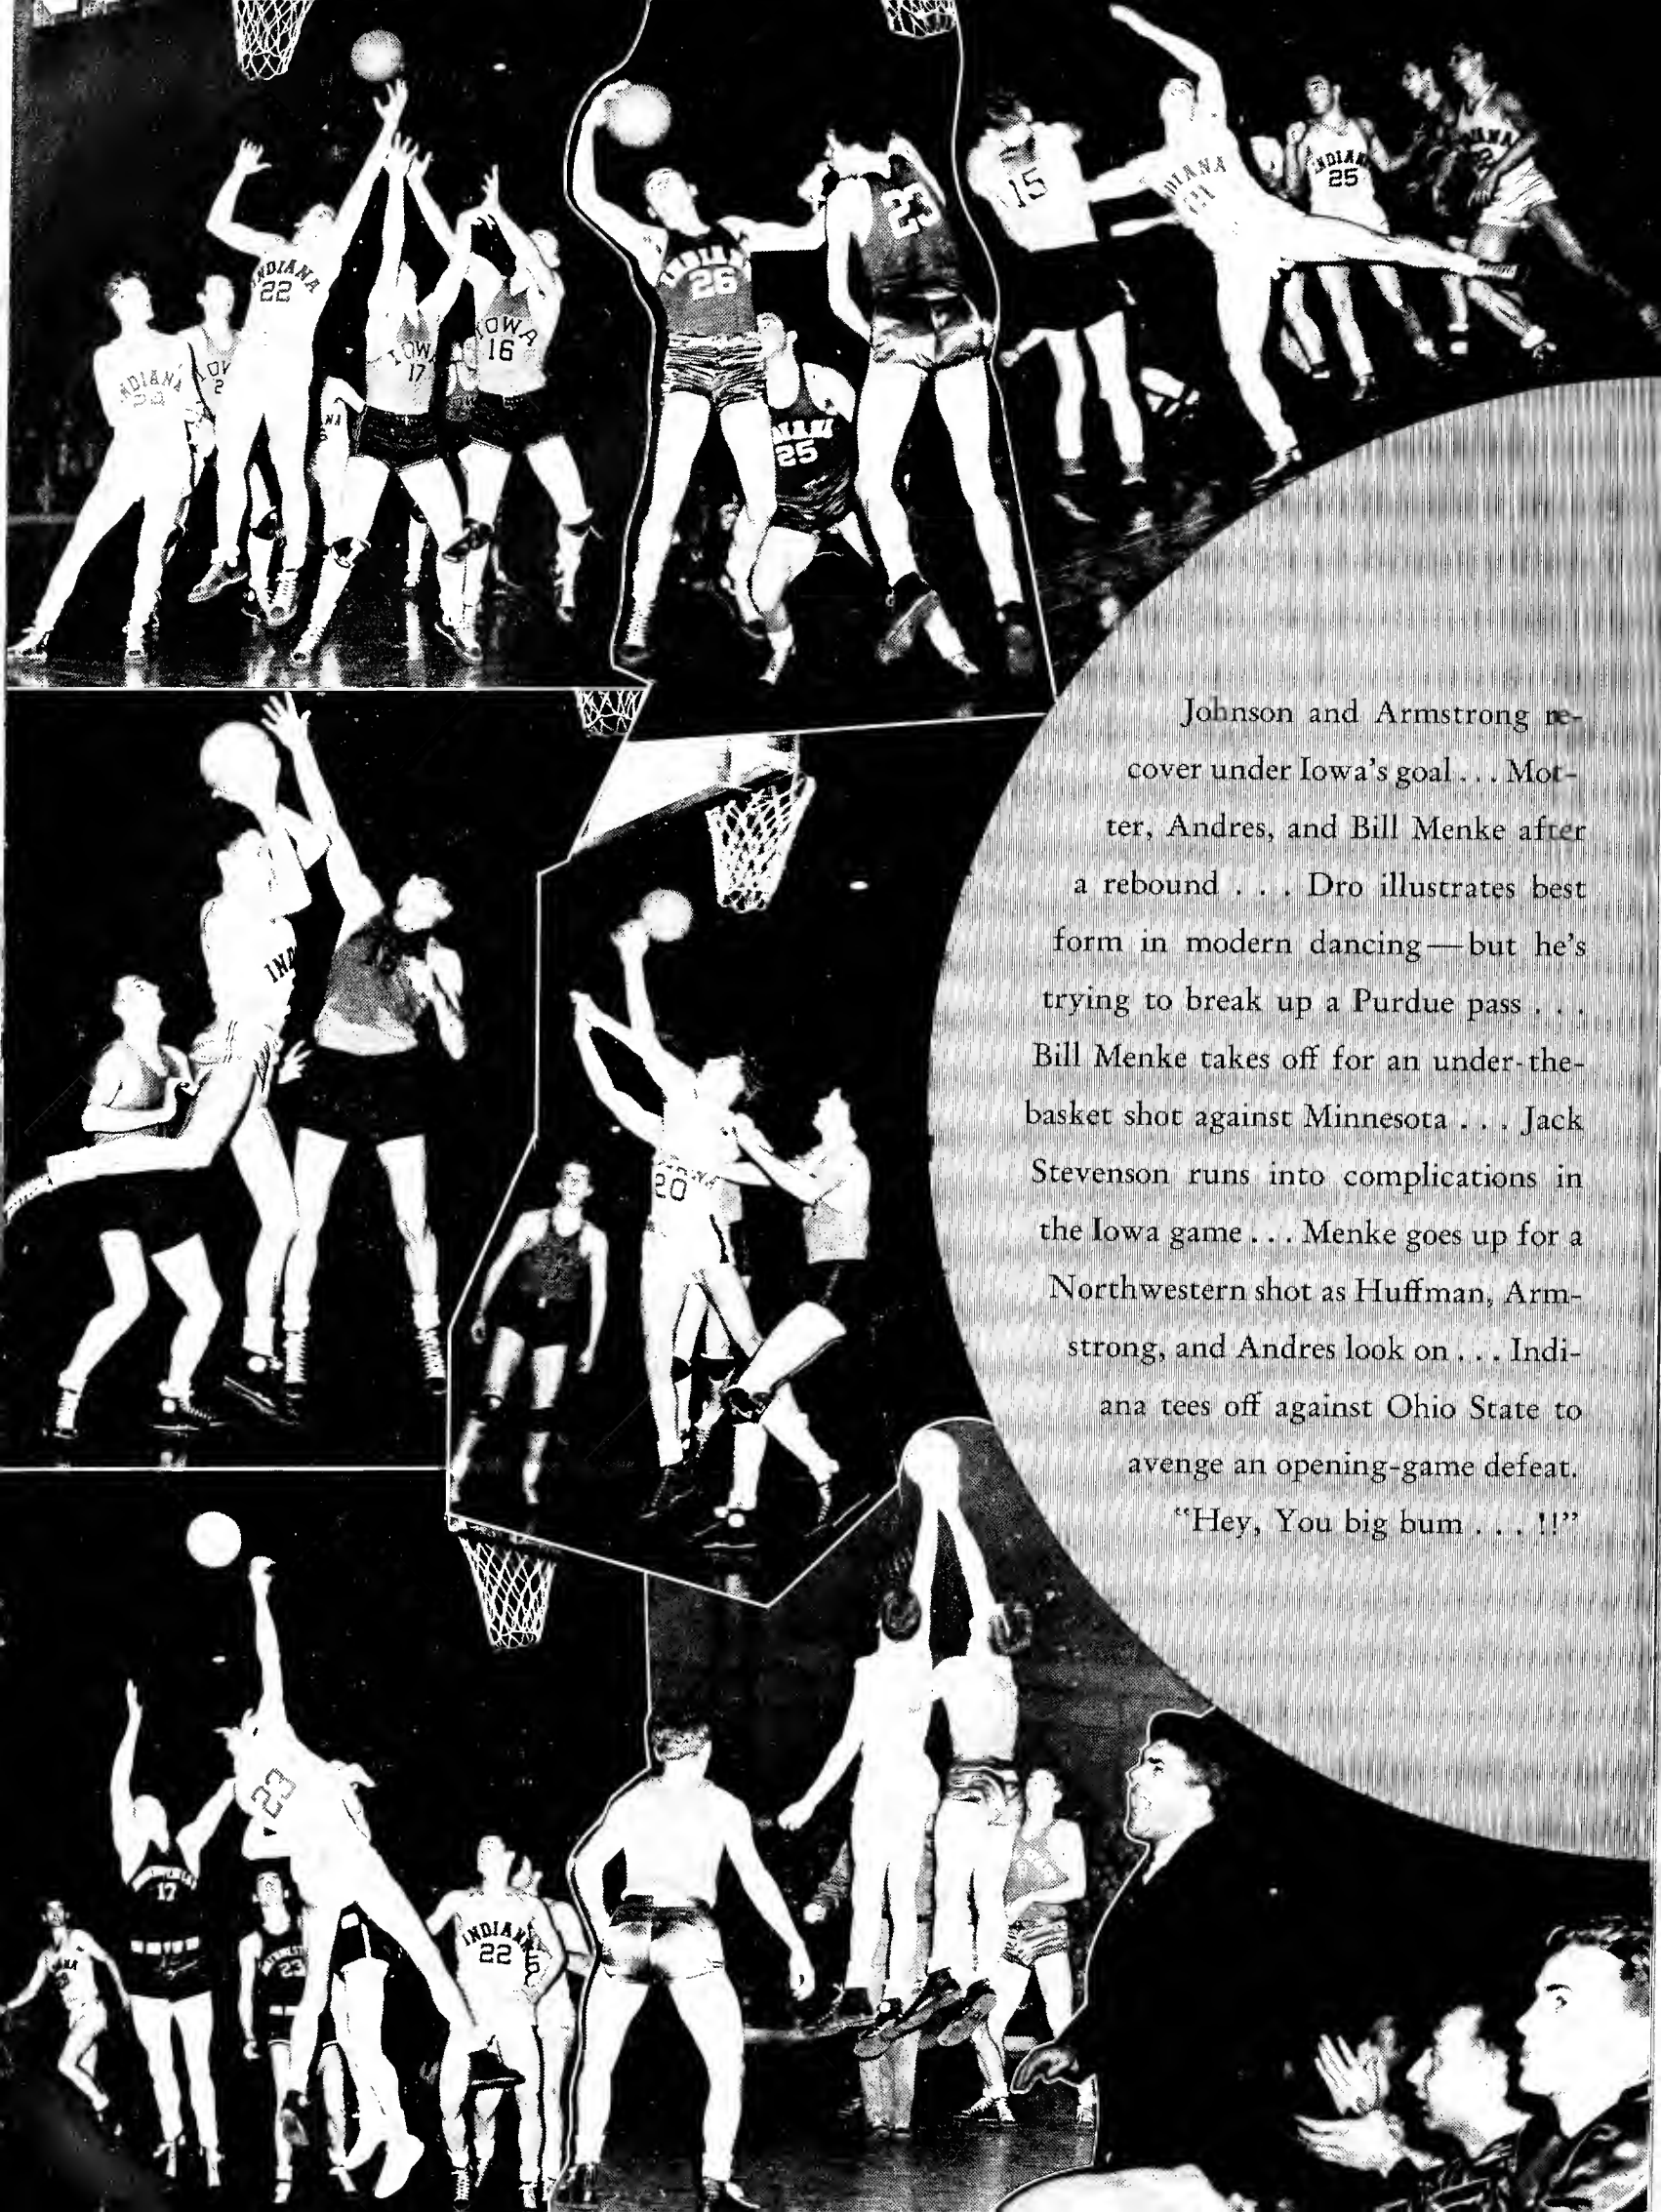 INDIANA
22
IOWA
17
IOWA
16
INDIANA
INDIANA
26
25
23
15
INDIANA
25
Johnson and Armstrong re-
cover under Iowa's goal . . . Mot-
ter, Andres, and Bill Menke after
a rebound . . . Dro illustrates best
form in modern dancing—but he's
trying to break up a Purdue pass . . .
Bill Menke takes off for an under-the-
basket shot against Minnesota . . . Jack
Stevenson runs into complications in
the Iowa game . . . Menke goes up for a
Northwestern shot as Huffman, Arm-
strong, and Andres look on . . . Indi-
ana tees off against Ohio State to
avenge an opening-game defeat.
"Hey, You big bum . . . !!"
IND
20
23
17
23
INDIANA
22